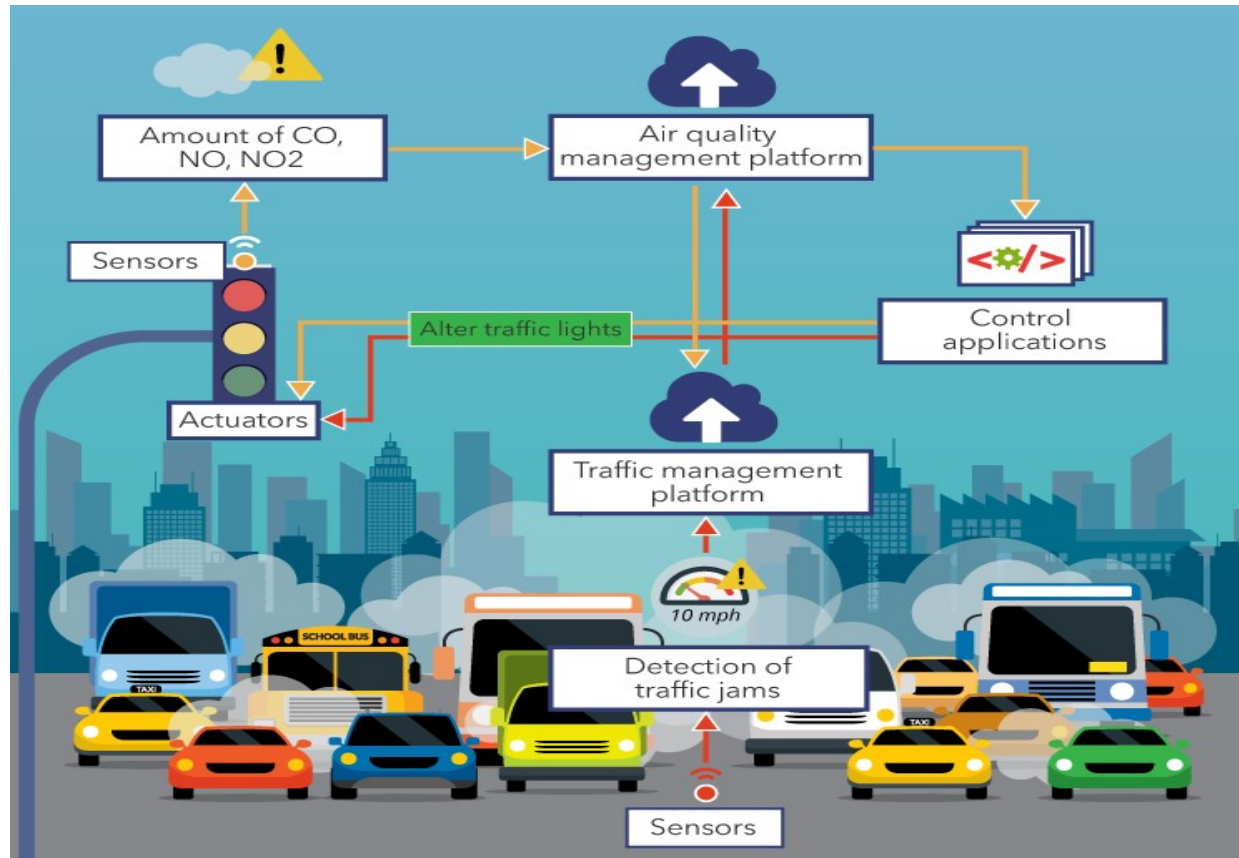 !
Amount of CO,
NO, NO2
Air quality
management platform
Sensors
</>
Alter traffic lights
Control
applications
Actuators
Traffic management
platform
!
10 mph
SCHOOL BUS
Detection of
traffic jams
TAXI
TAXI
Sensors